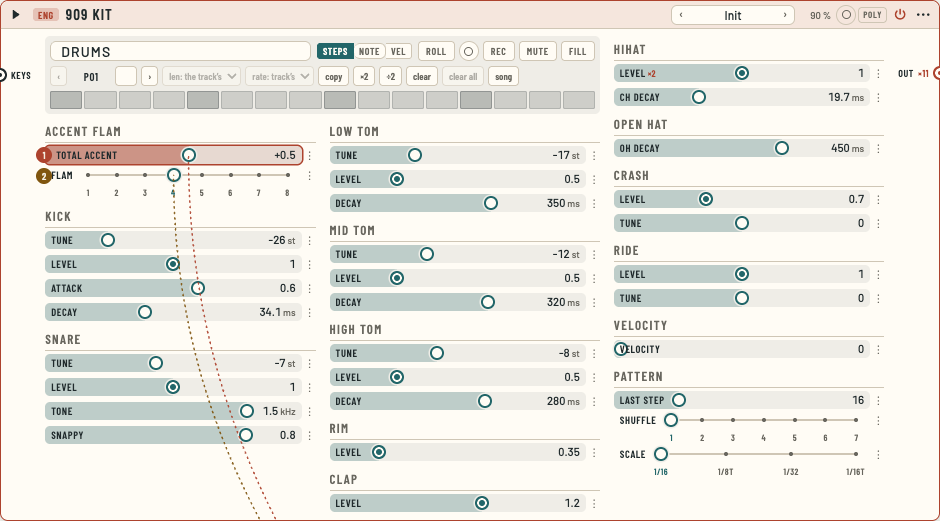 ENG 909 KIT
‹ Init ›
90 % POLY
KEYS
DRUMS
STEPS NOTE VEL ROLL REC MUTE FILL
‹ P01 › len: the track's rate: track's copy ×2 ÷2 clear clear all song
OUT ×11
ACCENT FLAM
1 TOTAL ACCENT +0.5
2 FLAM
1 2 3 4 5 6 7 8
KICK
TUNE -26 st
LEVEL 1
ATTACK 0.6
DECAY 34.1 ms
SNARE
TUNE -7 st
LEVEL 1
TONE 1.5 kHz
SNAPPY 0.8
LOW TOM
TUNE -17 st
LEVEL 0.5
DECAY 350 ms
MID TOM
TUNE -12 st
LEVEL 0.5
DECAY 320 ms
HIGH TOM
TUNE -8 st
LEVEL 0.5
DECAY 280 ms
RIM
LEVEL 0.35
CLAP
LEVEL 1.2
HIHAT
LEVEL ×2 1
CH DECAY 19.7 ms
OPEN HAT
OH DECAY 450 ms
CRASH
LEVEL 0.7
TUNE 0
RIDE
LEVEL 1
TUNE 0
VELOCITY
VELOCITY 0
PATTERN
LAST STEP 16
SHUFFLE
1 2 3 4 5 6 7
SCALE
1/16 1/8T 1/32 1/16T